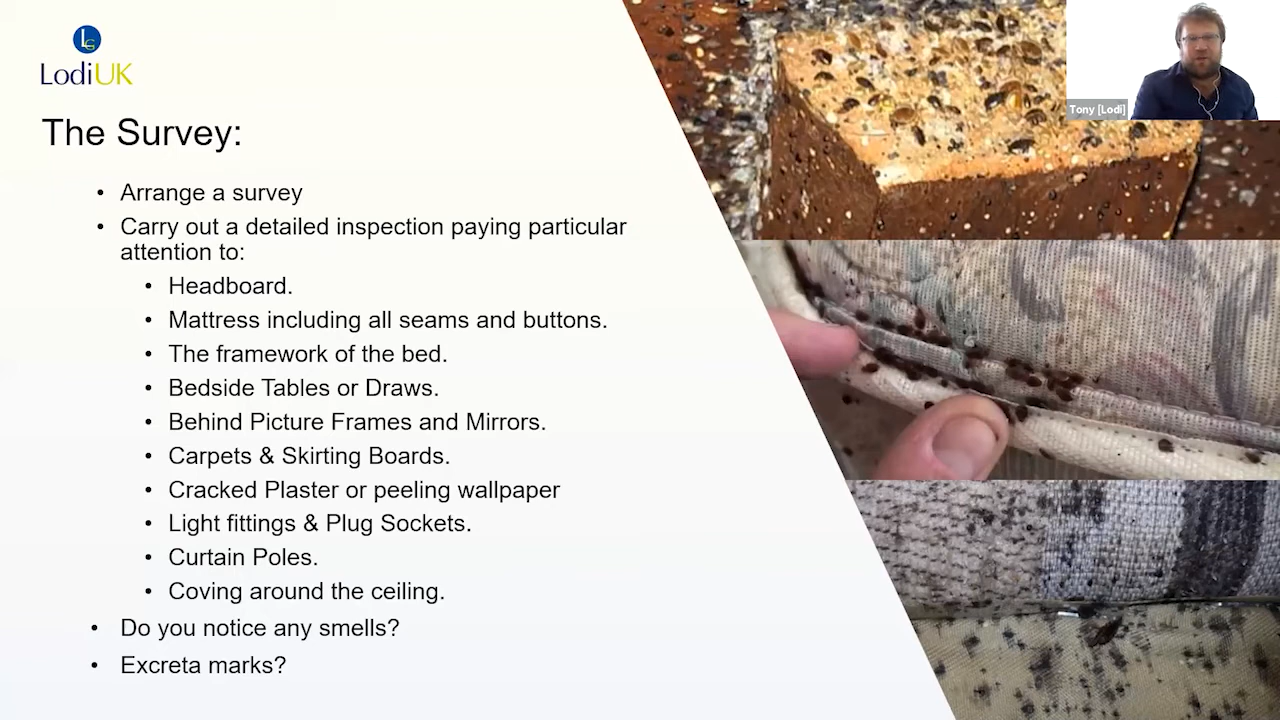 LG
LodiUK
Tony [Lodi]
The Survey:
• Arrange a survey
• Carry out a detailed inspection paying particular
attention to:
• Headboard.
• Mattress including all seams and buttons.
• The framework of the bed.
• Bedside Tables or Draws.
• Behind Picture Frames and Mirrors.
• Carpets & Skirting Boards.
• Cracked Plaster or peeling wallpaper
• Light fittings & Plug Sockets.
• Curtain Poles.
• Coving around the ceiling.
• Do you notice any smells?
• Excreta marks?